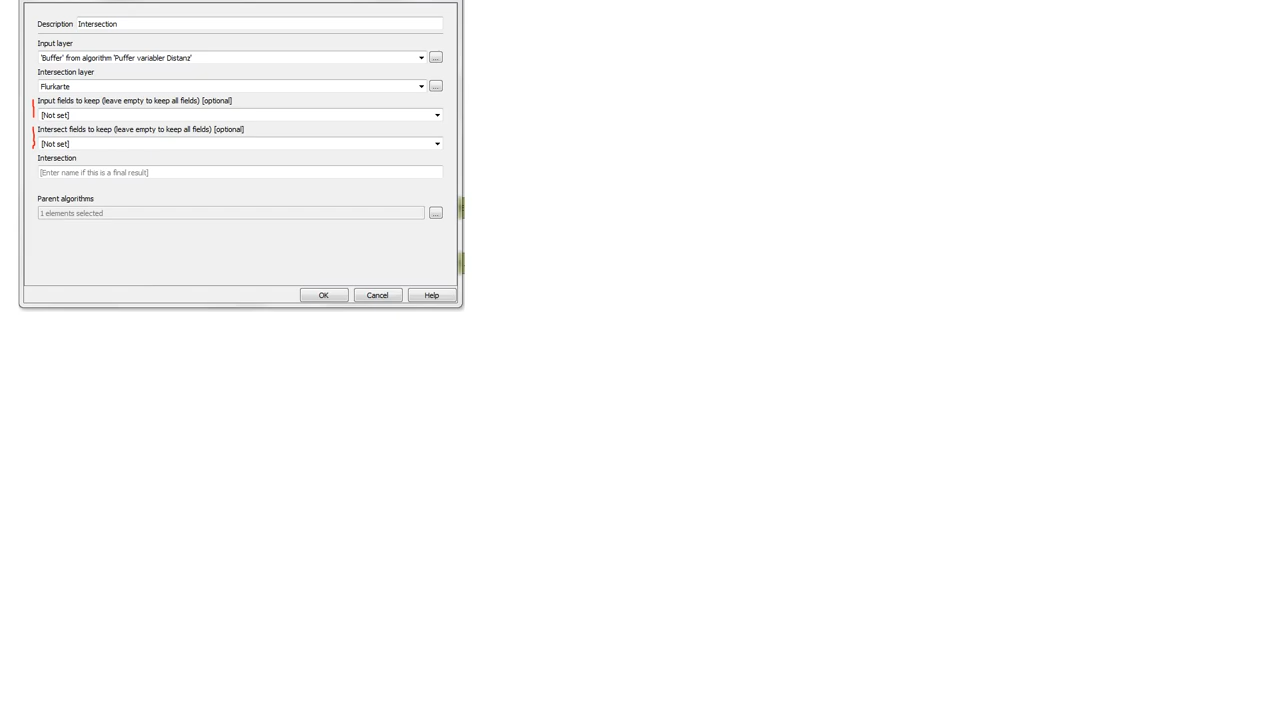 Description Intersection
Input layer
'Buffer' from algorithm 'Puffer variabler Distanz'
...
Intersection layer
Flurkarte
...
Input fields to keep (leave empty to keep all fields) [optional]
[Not set]
Intersect fields to keep (leave empty to keep all fields) [optional]
[Not set]
Intersection
[Enter name if this is a final result]
Parent algorithms
1 elements selected
...
OK Cancel Help